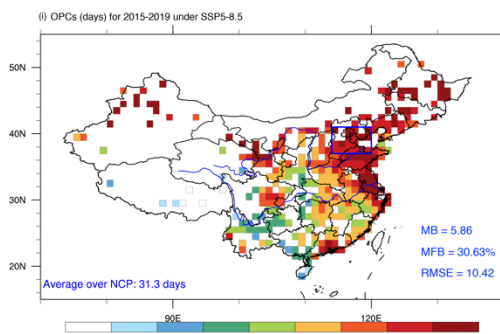 (i) OPCs (days) for 2015-2019 under SSP5-8.5
50N
40N
30N
20N
MB = 5.86
MFB = 30.63%
RMSE = 10.42
Average over NCP: 31.3 days
90E
120E